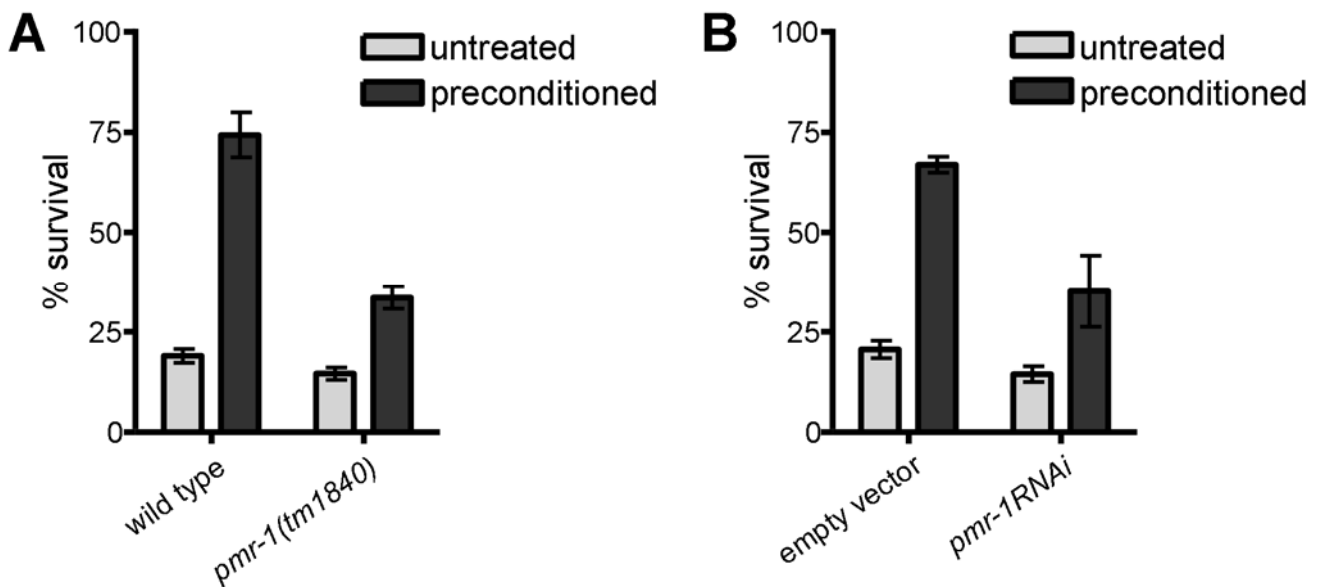 A
% survival
100
75
50
25
0
untreated
preconditioned
wild type
pmr-1(tm1840)
B
% survival
100
75
50
25
0
untreated
preconditioned
empty vector
pmr-1RNAi